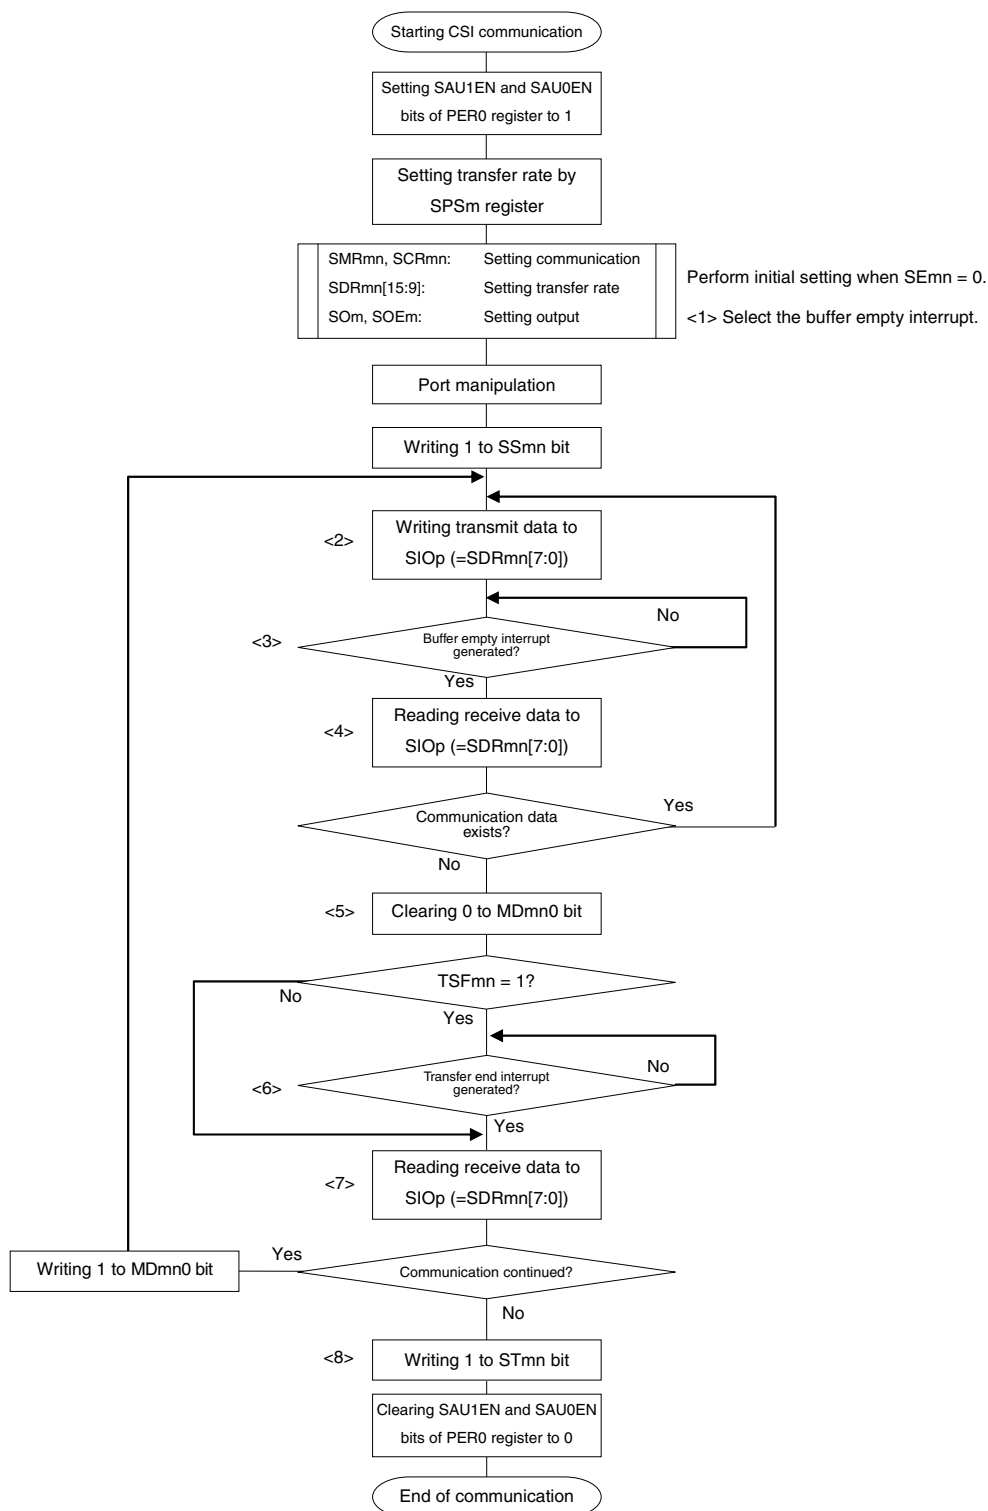 Starting CSI communication
Setting SAU1EN and SAU0EN
bits of PER0 register to 1
Setting transfer rate by
SPSm register
SMRmn, SCRmn: Setting communication
SDRmn[15:9]: Setting transfer rate
SOm, SOEm: Setting output
Perform initial setting when SEmn = 0.
<1> Select the buffer empty interrupt.
Port manipulation
Writing 1 to SSmn bit
<2>
Writing transmit data to
SIOp (=SDRmn[7:0])
No
<3>
Buffer empty interrupt
generated?
Yes
<4>
Reading receive data to
SIOp (=SDRmn[7:0])
Communication data
exists?
Yes
No
<5>
Clearing 0 to MDmn0 bit
TSFmn = 1?
No
Yes
<6>
Transfer end interrupt
generated?
No
Yes
<7>
Reading receive data to
SIOp (=SDRmn[7:0])
Writing 1 to MDmn0 bit
Yes
Communication continued?
No
<8>
Writing 1 to STmn bit
Clearing SAU1EN and SAU0EN
bits of PER0 register to 0
End of communication